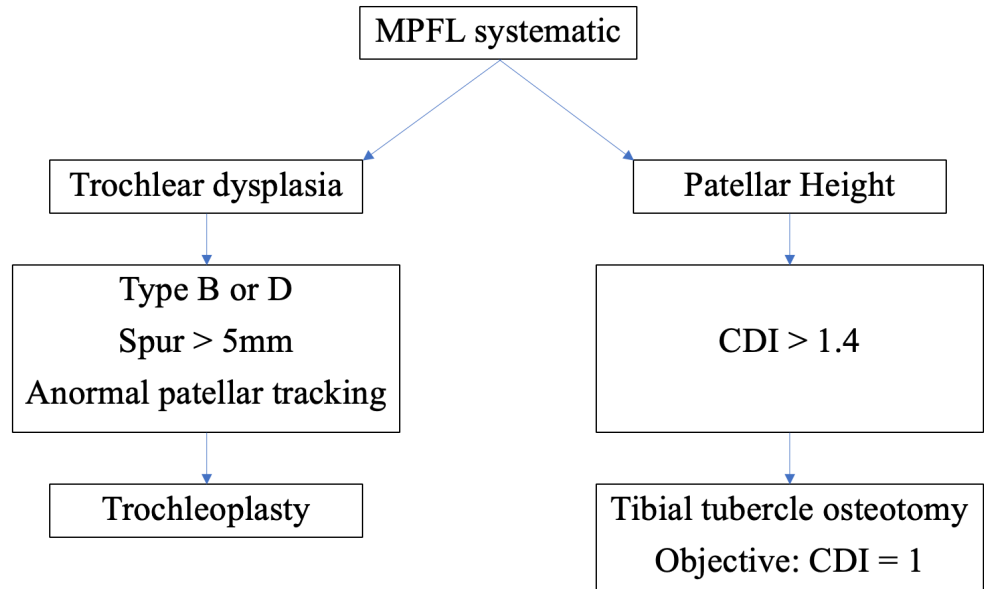 MPFL systematic
Trochlear dysplasia
Patellar Height
Type B or D
Spur > 5mm
Anormal patellar tracking
CDI > 1.4
Trochleoplasty
Tibial tubercle osteotomy
Objective: CDI = 1